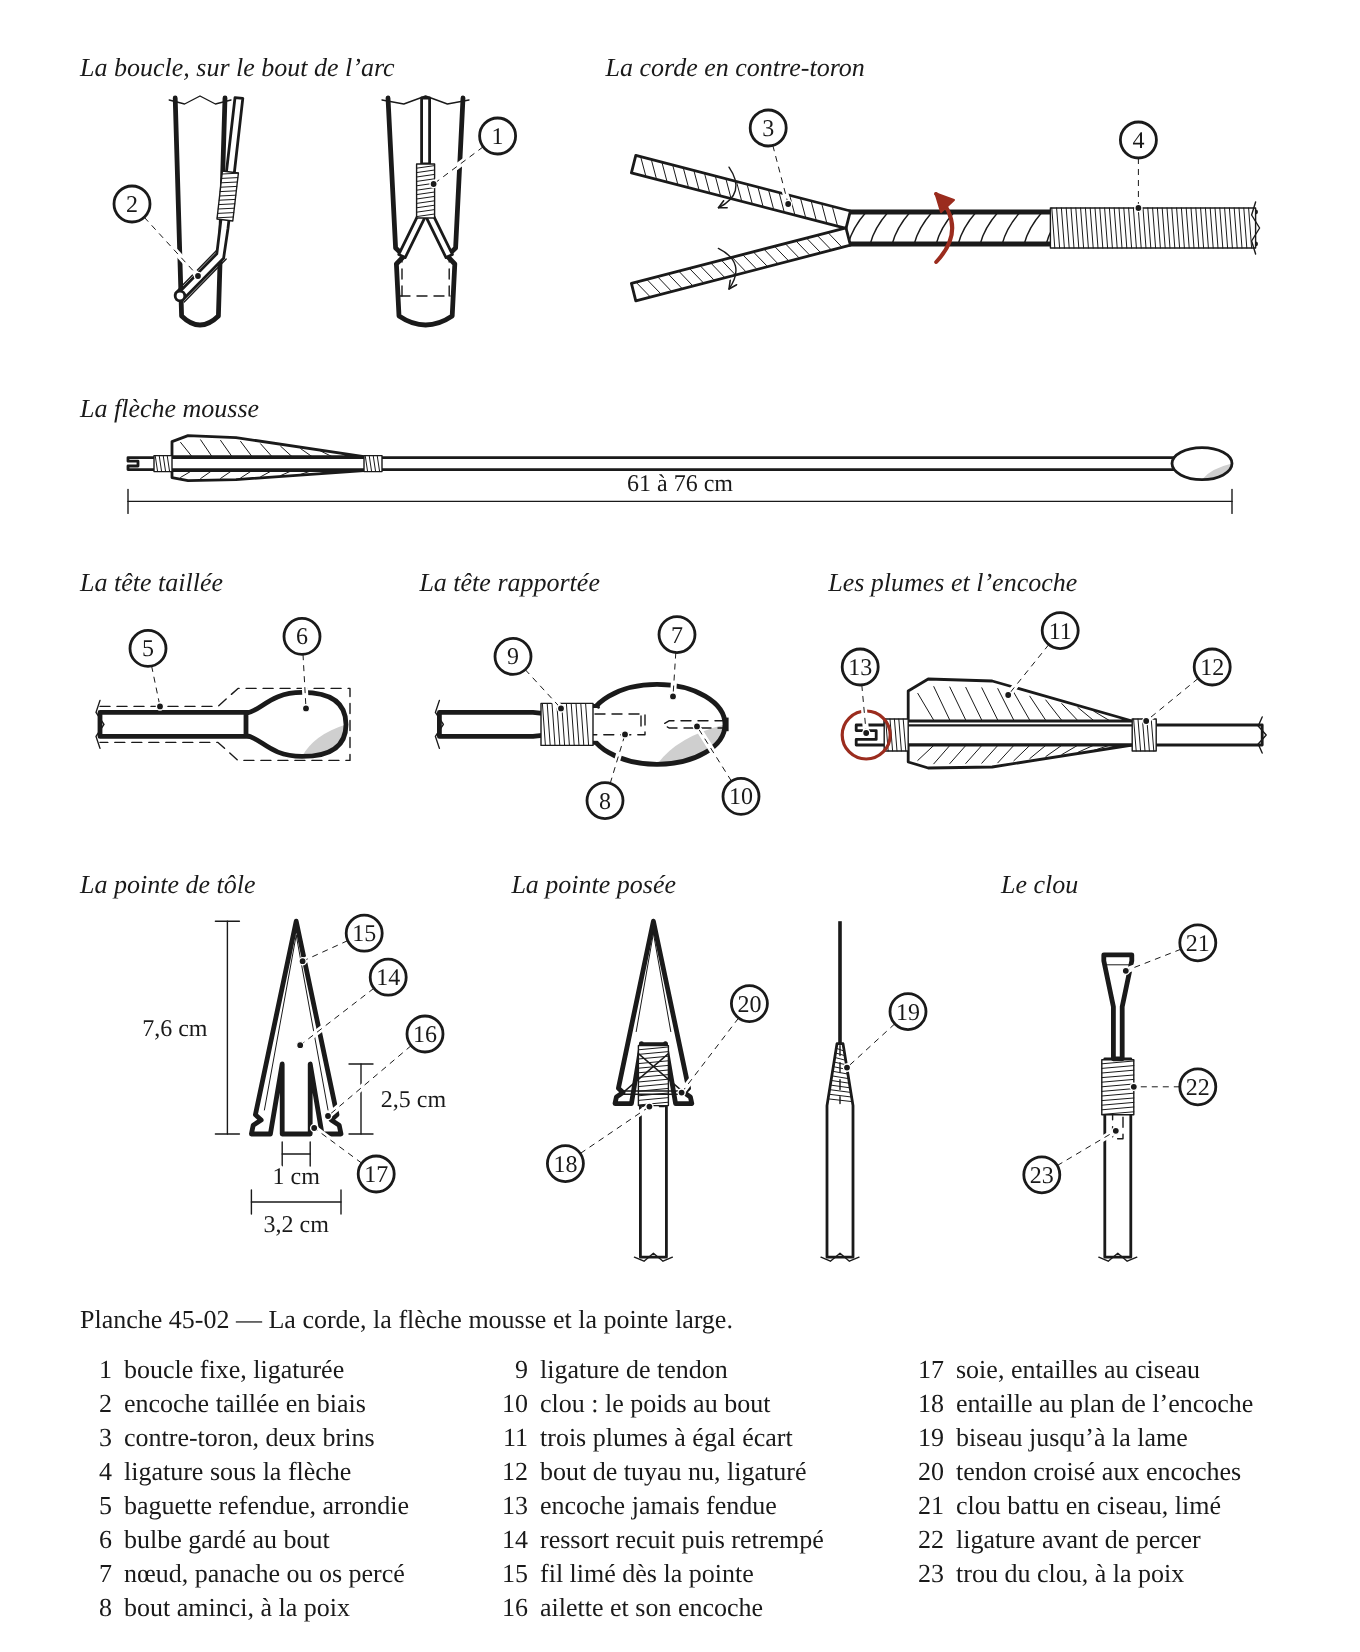 La boucle, sur le bout de l’arc
La corde en contre-toron
1
2
3
4
La flèche mousse
61 à 76 cm
La tête taillée
La tête rapportée
Les plumes et l’encoche
5
6
9
7
8
10
11
13
12
La pointe de tôle
La pointe posée
Le clou
15
14
16
7,6 cm
2,5 cm
1 cm
17
3,2 cm
20
19
18
21
22
23
Planche 45-02 — La corde, la flèche mousse et la pointe large.
1 boucle fixe, ligaturée
2 encoche taillée en biais
3 contre-toron, deux brins
4 ligature sous la flèche
5 baguette refendue, arrondie
6 bulbe gardé au bout
7 nœud, panache ou os percé
8 bout aminci, à la poix
9 ligature de tendon
10 clou : le poids au bout
11 trois plumes à égal écart
12 bout de tuyau nu, ligaturé
13 encoche jamais fendue
14 ressort recuit puis retrempé
15 fil limé dès la pointe
16 ailette et son encoche
17 soie, entailles au ciseau
18 entaille au plan de l’encoche
19 biseau jusqu’à la lame
20 tendon croisé aux encoches
21 clou battu en ciseau, limé
22 ligature avant de percer
23 trou du clou, à la poix